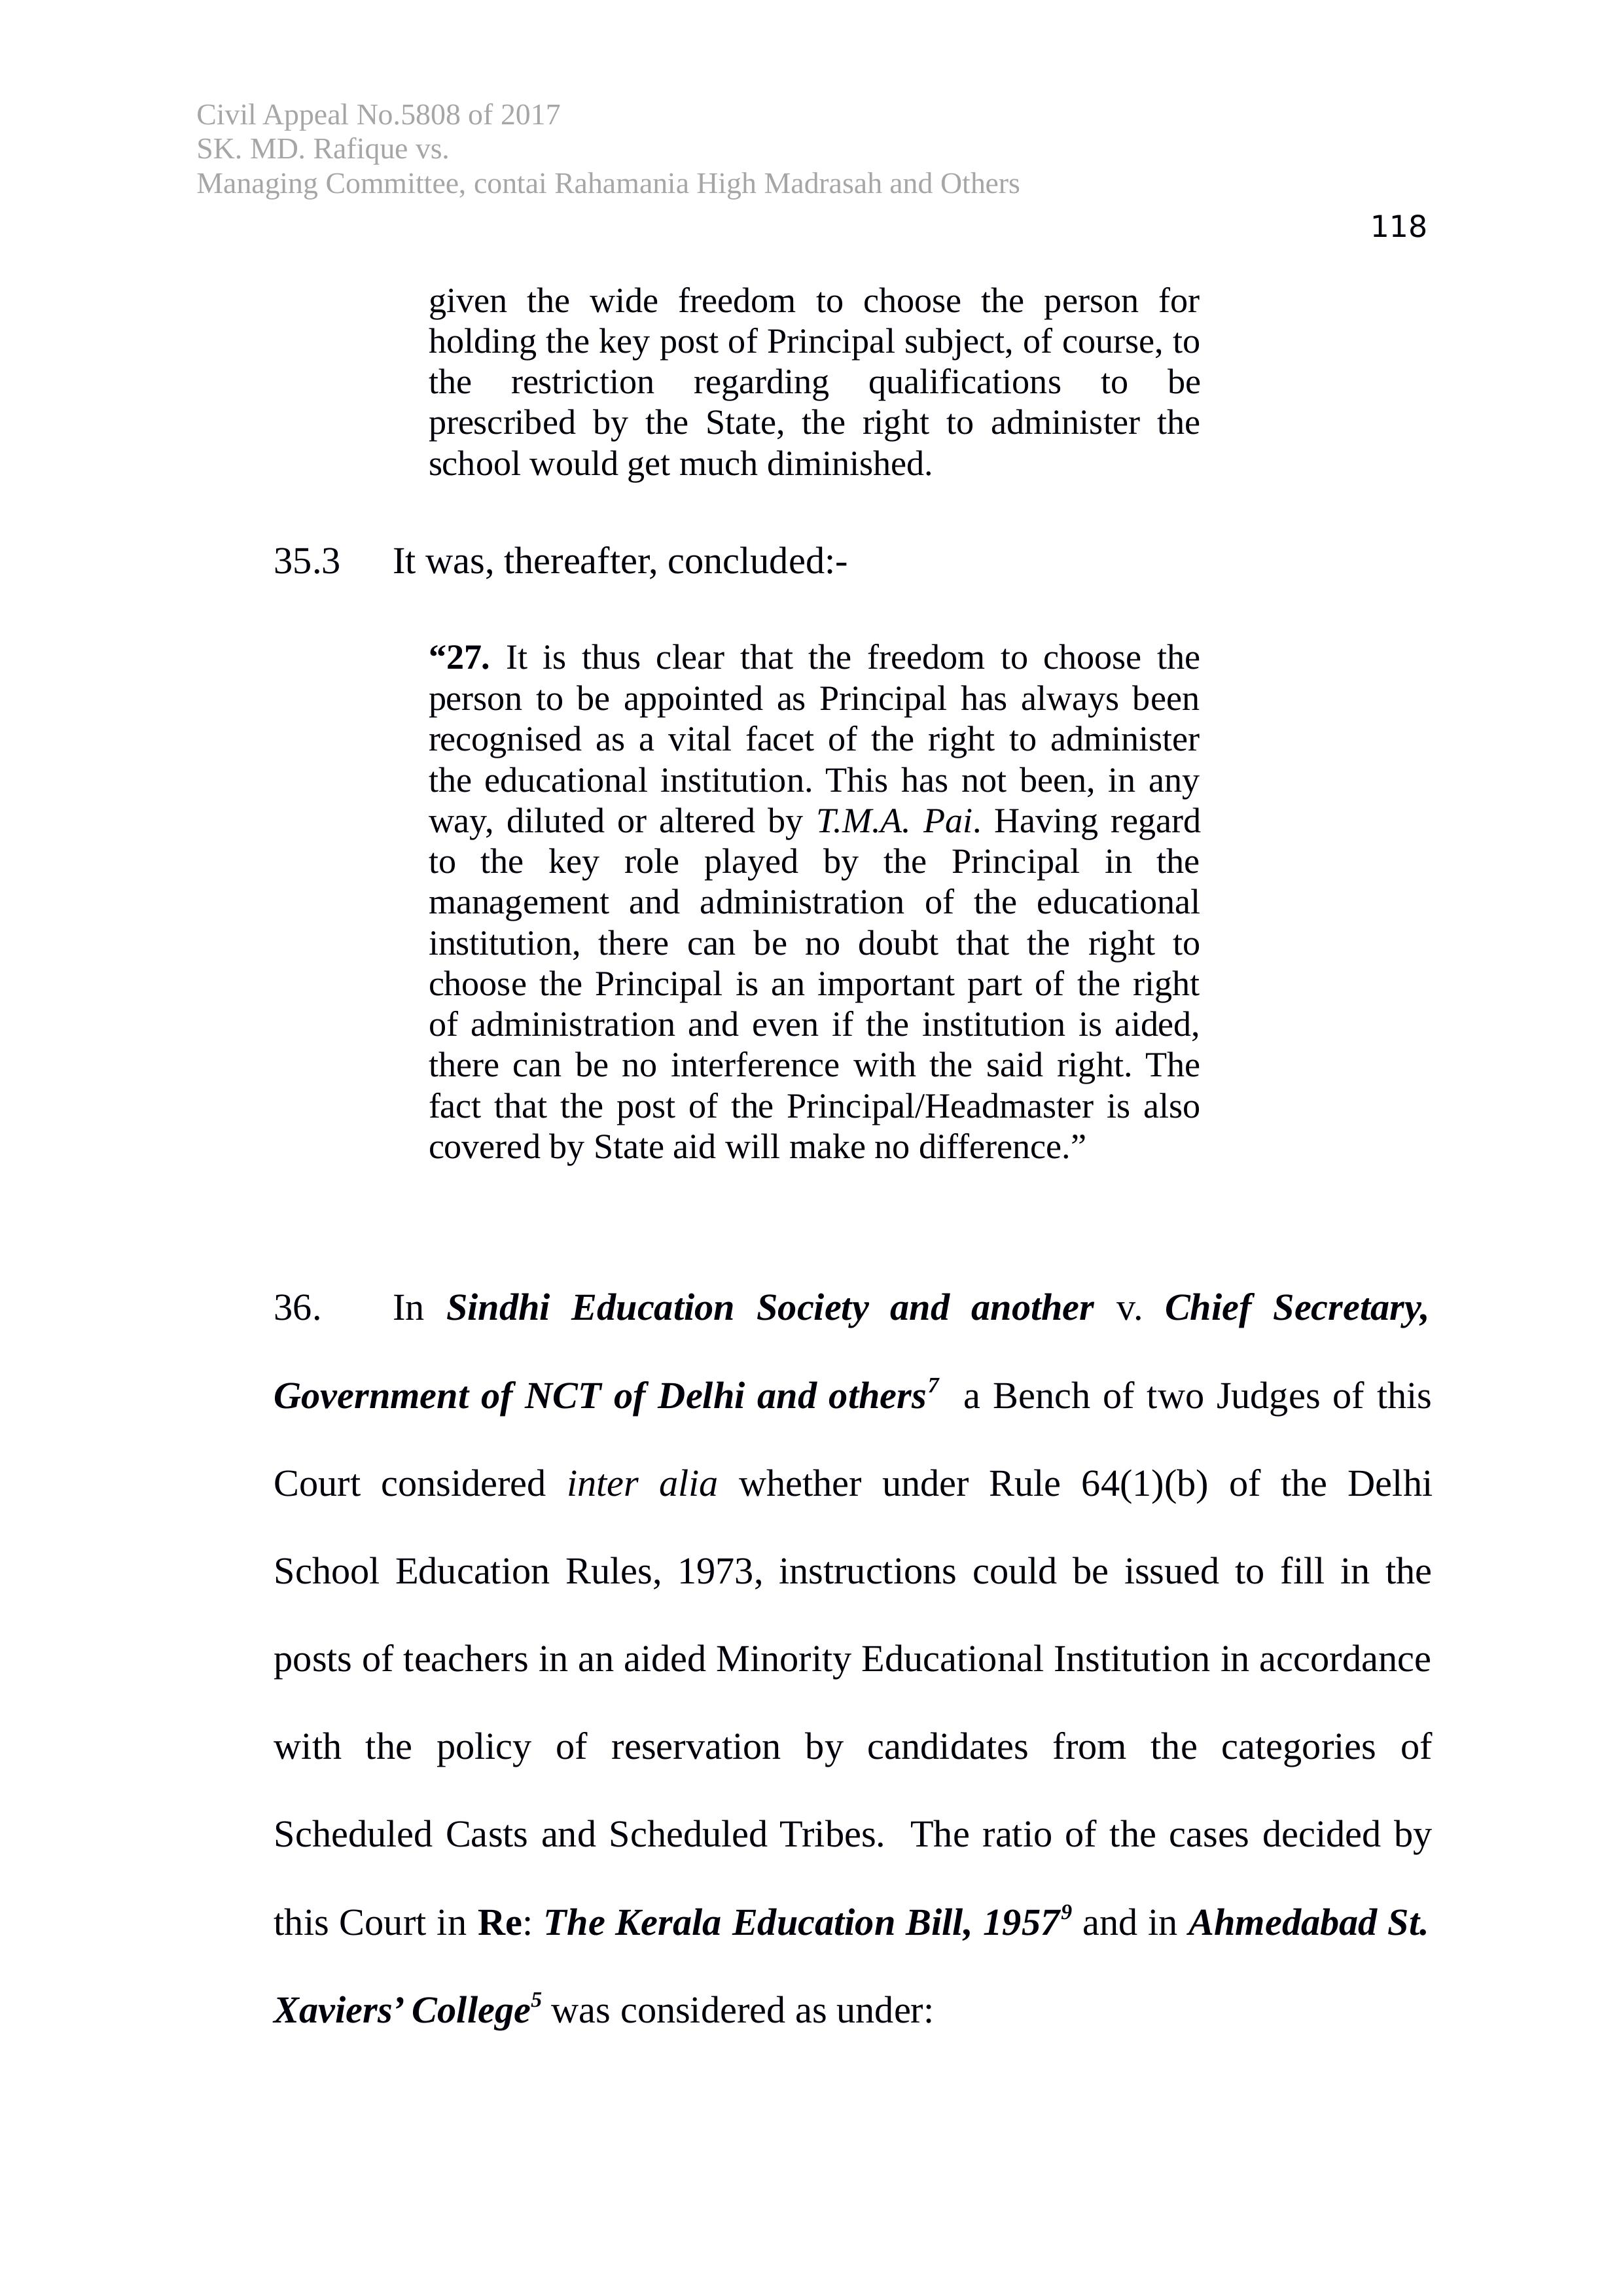 Civil Appeal No.5808 of 2017
SK. MD. Rafique vs.
Managing Committee, contai Rahamania High Madrasah and Others
118
given the wide freedom to choose the person for
holding the key post of Principal subject, of course, to
the restriction regarding qualifications to be
prescribed by the State, the right to administer the
school would get much diminished.
35.3 It was, thereafter, concluded:-
“27. It is thus clear that the freedom to choose the
person to be appointed as Principal has always been
recognised as a vital facet of the right to administer
the educational institution. This has not been, in any
way, diluted or altered by T.M.A. Pai. Having regard
to the key role played by the Principal in the
management and administration of the educational
institution, there can be no doubt that the right to
choose the Principal is an important part of the right
of administration and even if the institution is aided,
there can be no interference with the said right. The
fact that the post of the Principal/Headmaster is also
covered by State aid will make no difference.”
36. In Sindhi Education Society and another v. Chief Secretary,
Government of NCT of Delhi and others7 a Bench of two Judges of this
Court considered inter alia whether under Rule 64(1)(b) of the Delhi
School Education Rules, 1973, instructions could be issued to fill in the
posts of teachers in an aided Minority Educational Institution in accordance
with the policy of reservation by candidates from the categories of
Scheduled Casts and Scheduled Tribes. The ratio of the cases decided by
this Court in Re: The Kerala Education Bill, 19579 and in Ahmedabad St.
Xaviers’ College5 was considered as under: